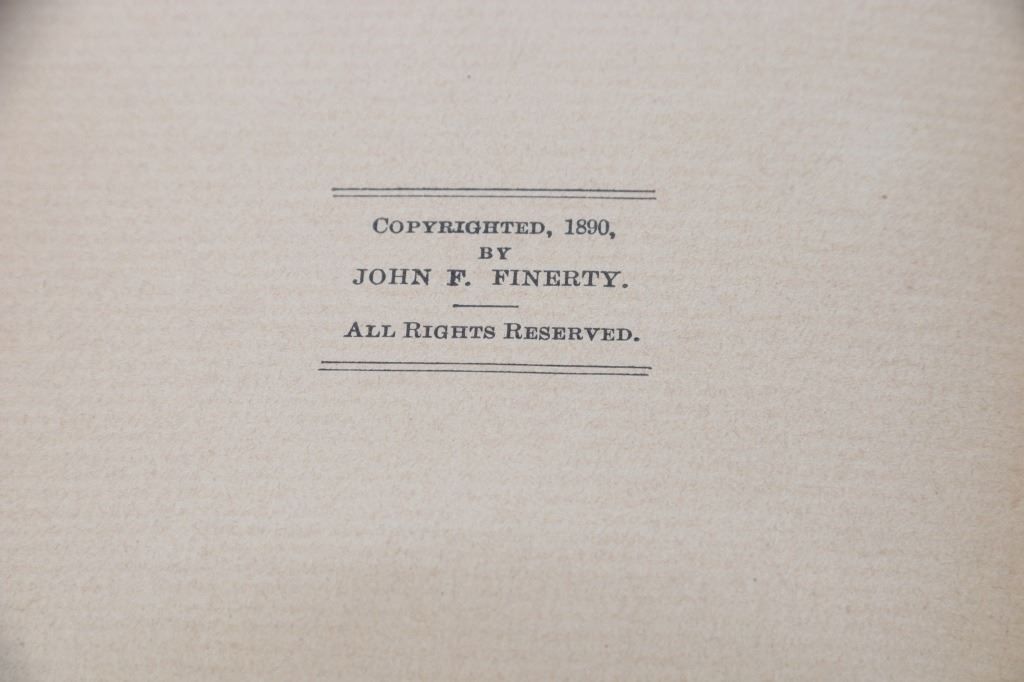 COPYRIGHTED, 1890,
BY
JOHN F. FINERTY.
ALL RIGHTS RESERVED.